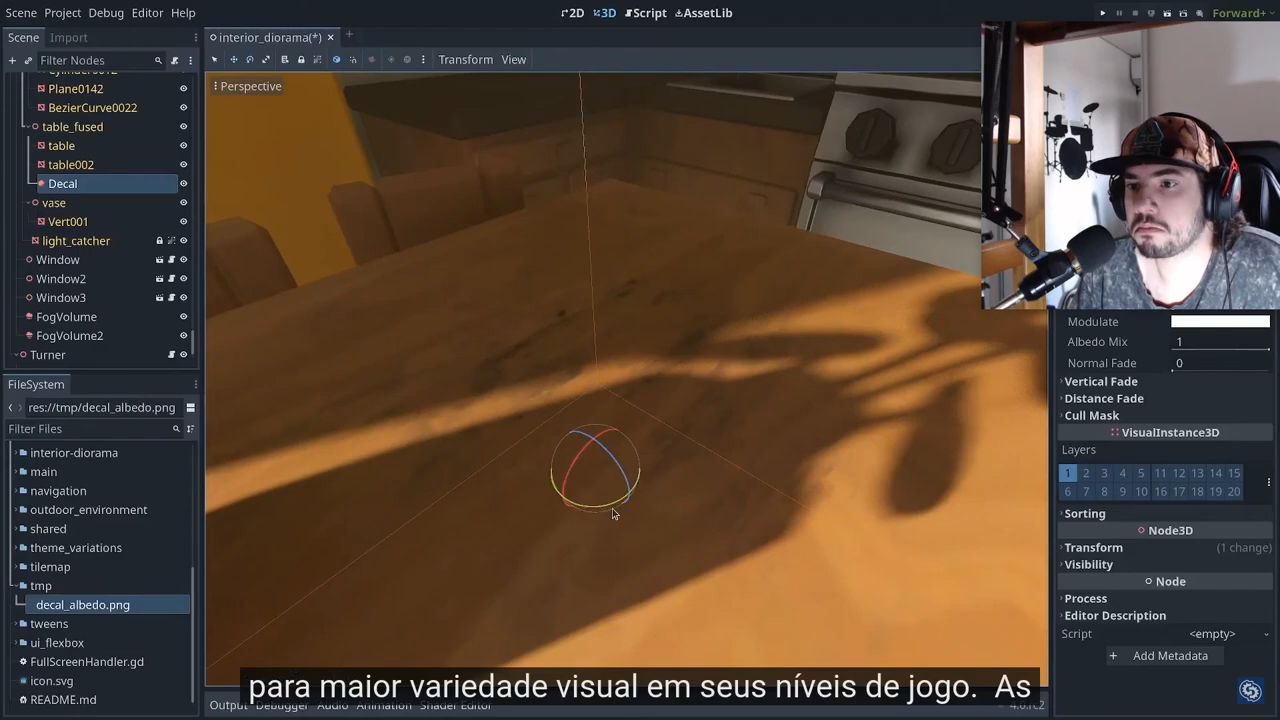 Scene Project Debug Editor Help
2D 3D Script AssetLib
Forward+
Scene Import
interior_diorama(*)
Filter Nodes
Transform View
Perspective
Plane0142
BezierCurve0022
table_fused
table
table002
Decal
vase
Vert001
light_catcher
Window
Window2
Window3
FogVolume
FogVolume2
Turner
FileSystem
res://tmp/decal_albedo.png
Filter Files
interior-diorama
main
navigation
outdoor_environment
shared
theme_variations
tilemap
tmp
decal_albedo.png
tweens
ui_flexbox
FullScreenHandler.gd
icon.svg
README.md
Modulate
Albedo Mix 1
Normal Fade 0
Vertical Fade
Distance Fade
Cull Mask
VisualInstance3D
Layers
1 2 3 4 5 11 12 13 14 15
6 7 8 9 10 16 17 18 19 20
Sorting
Node3D
Transform (1 change)
Visibility
Node
Process
Editor Description
Script <empty>
Add Metadata
para maior variedade visual em seus níveis de jogo. As
Output Debugger Audio Animation Shader Editor